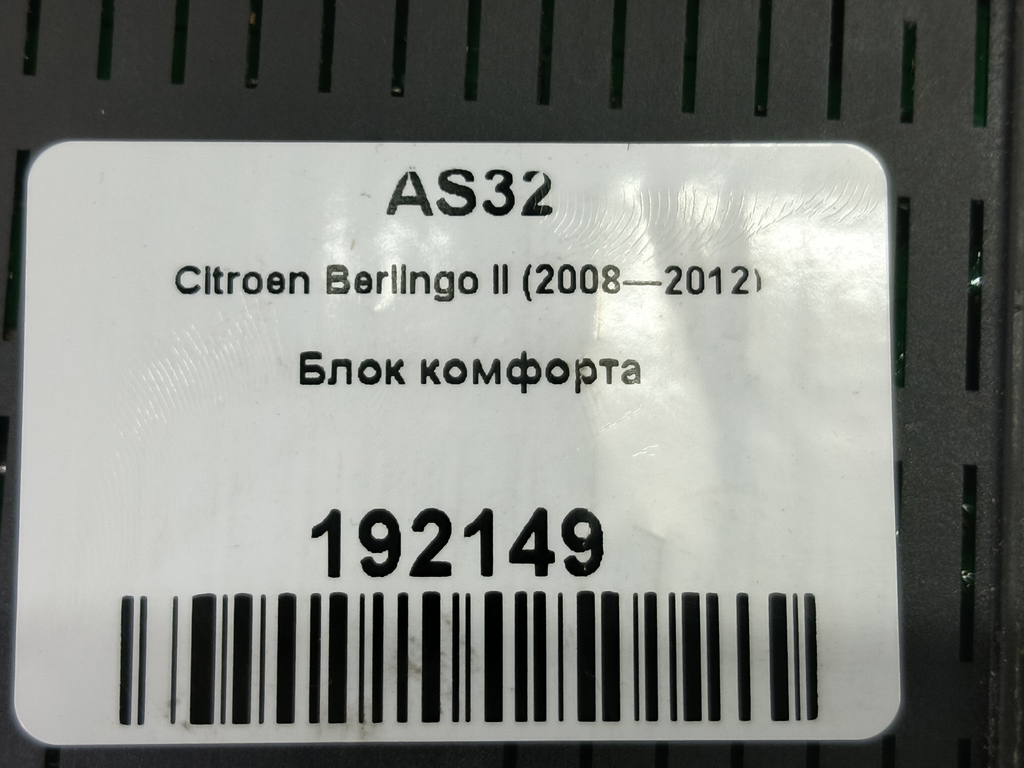 AS32
Citroen Berlingo II (2008—2012)
Блок комфорта
192149